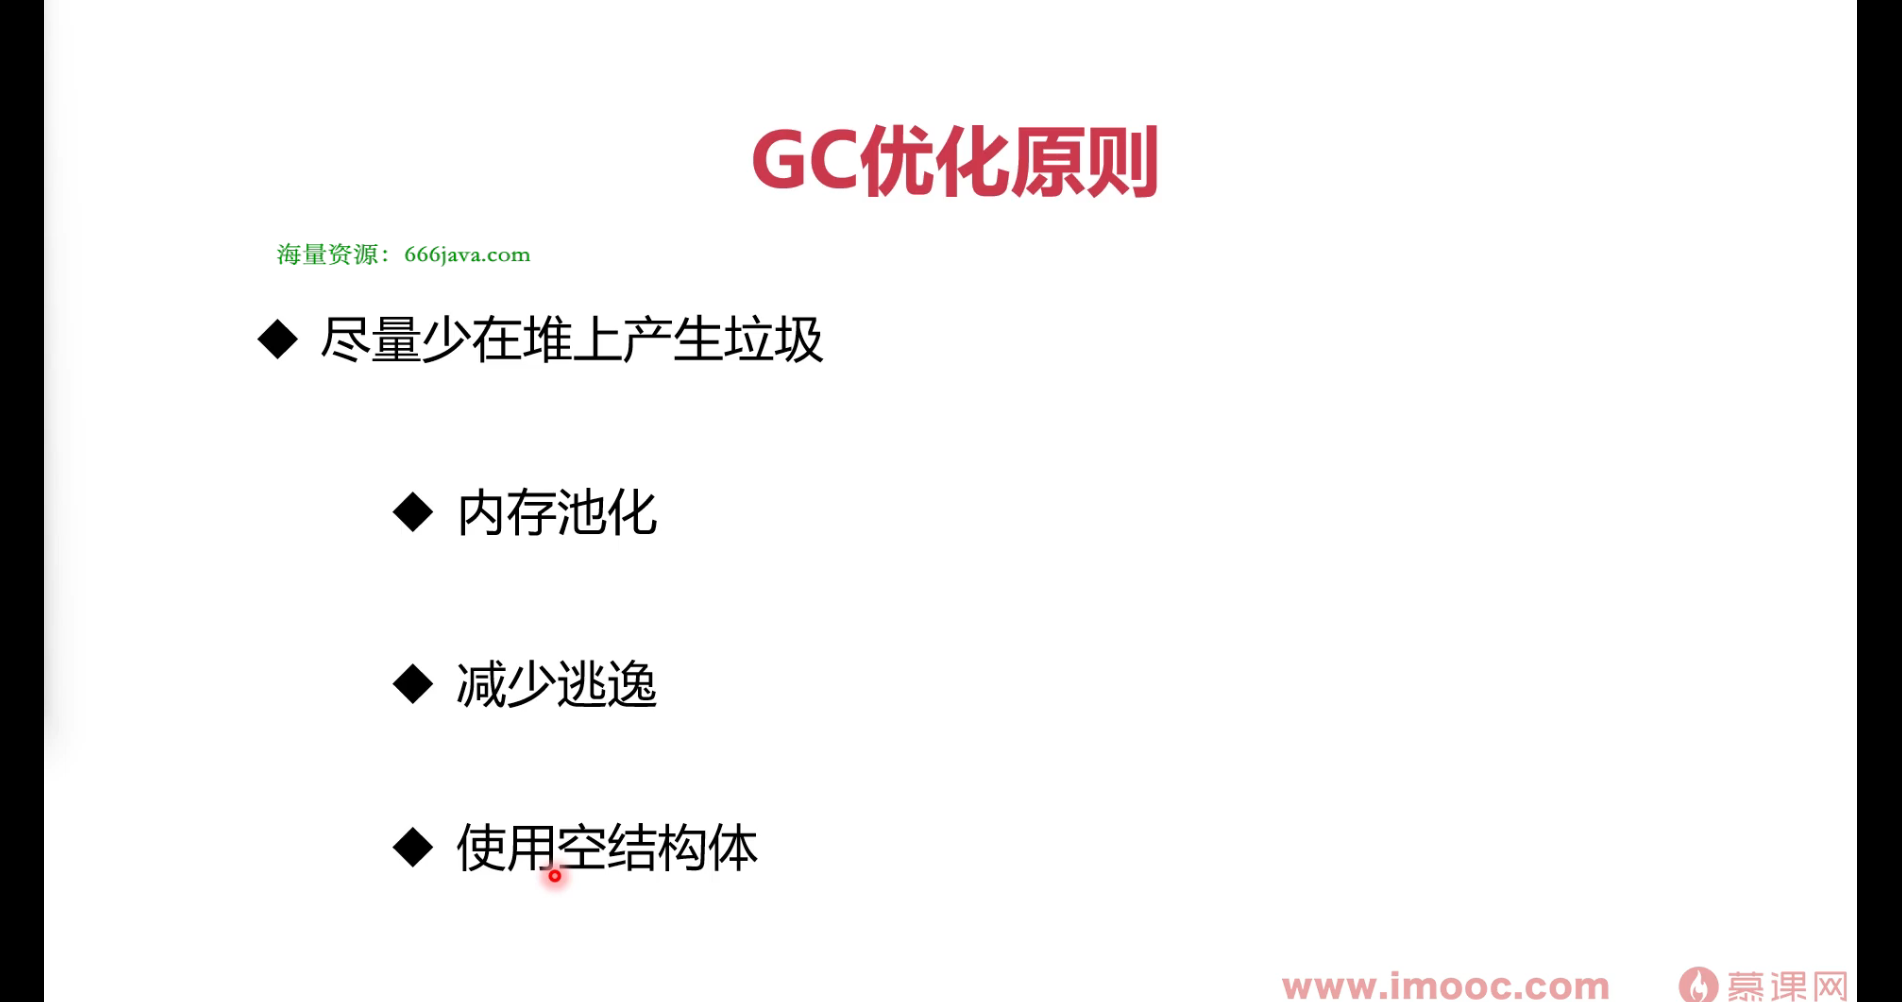 GC优化原则
海量资源：666java.com
◆ 尽量少在堆上产生垃圾
◆ 内存池化
◆ 减少逃逸
◆ 使用空结构体
www.imooc.com 慕课网